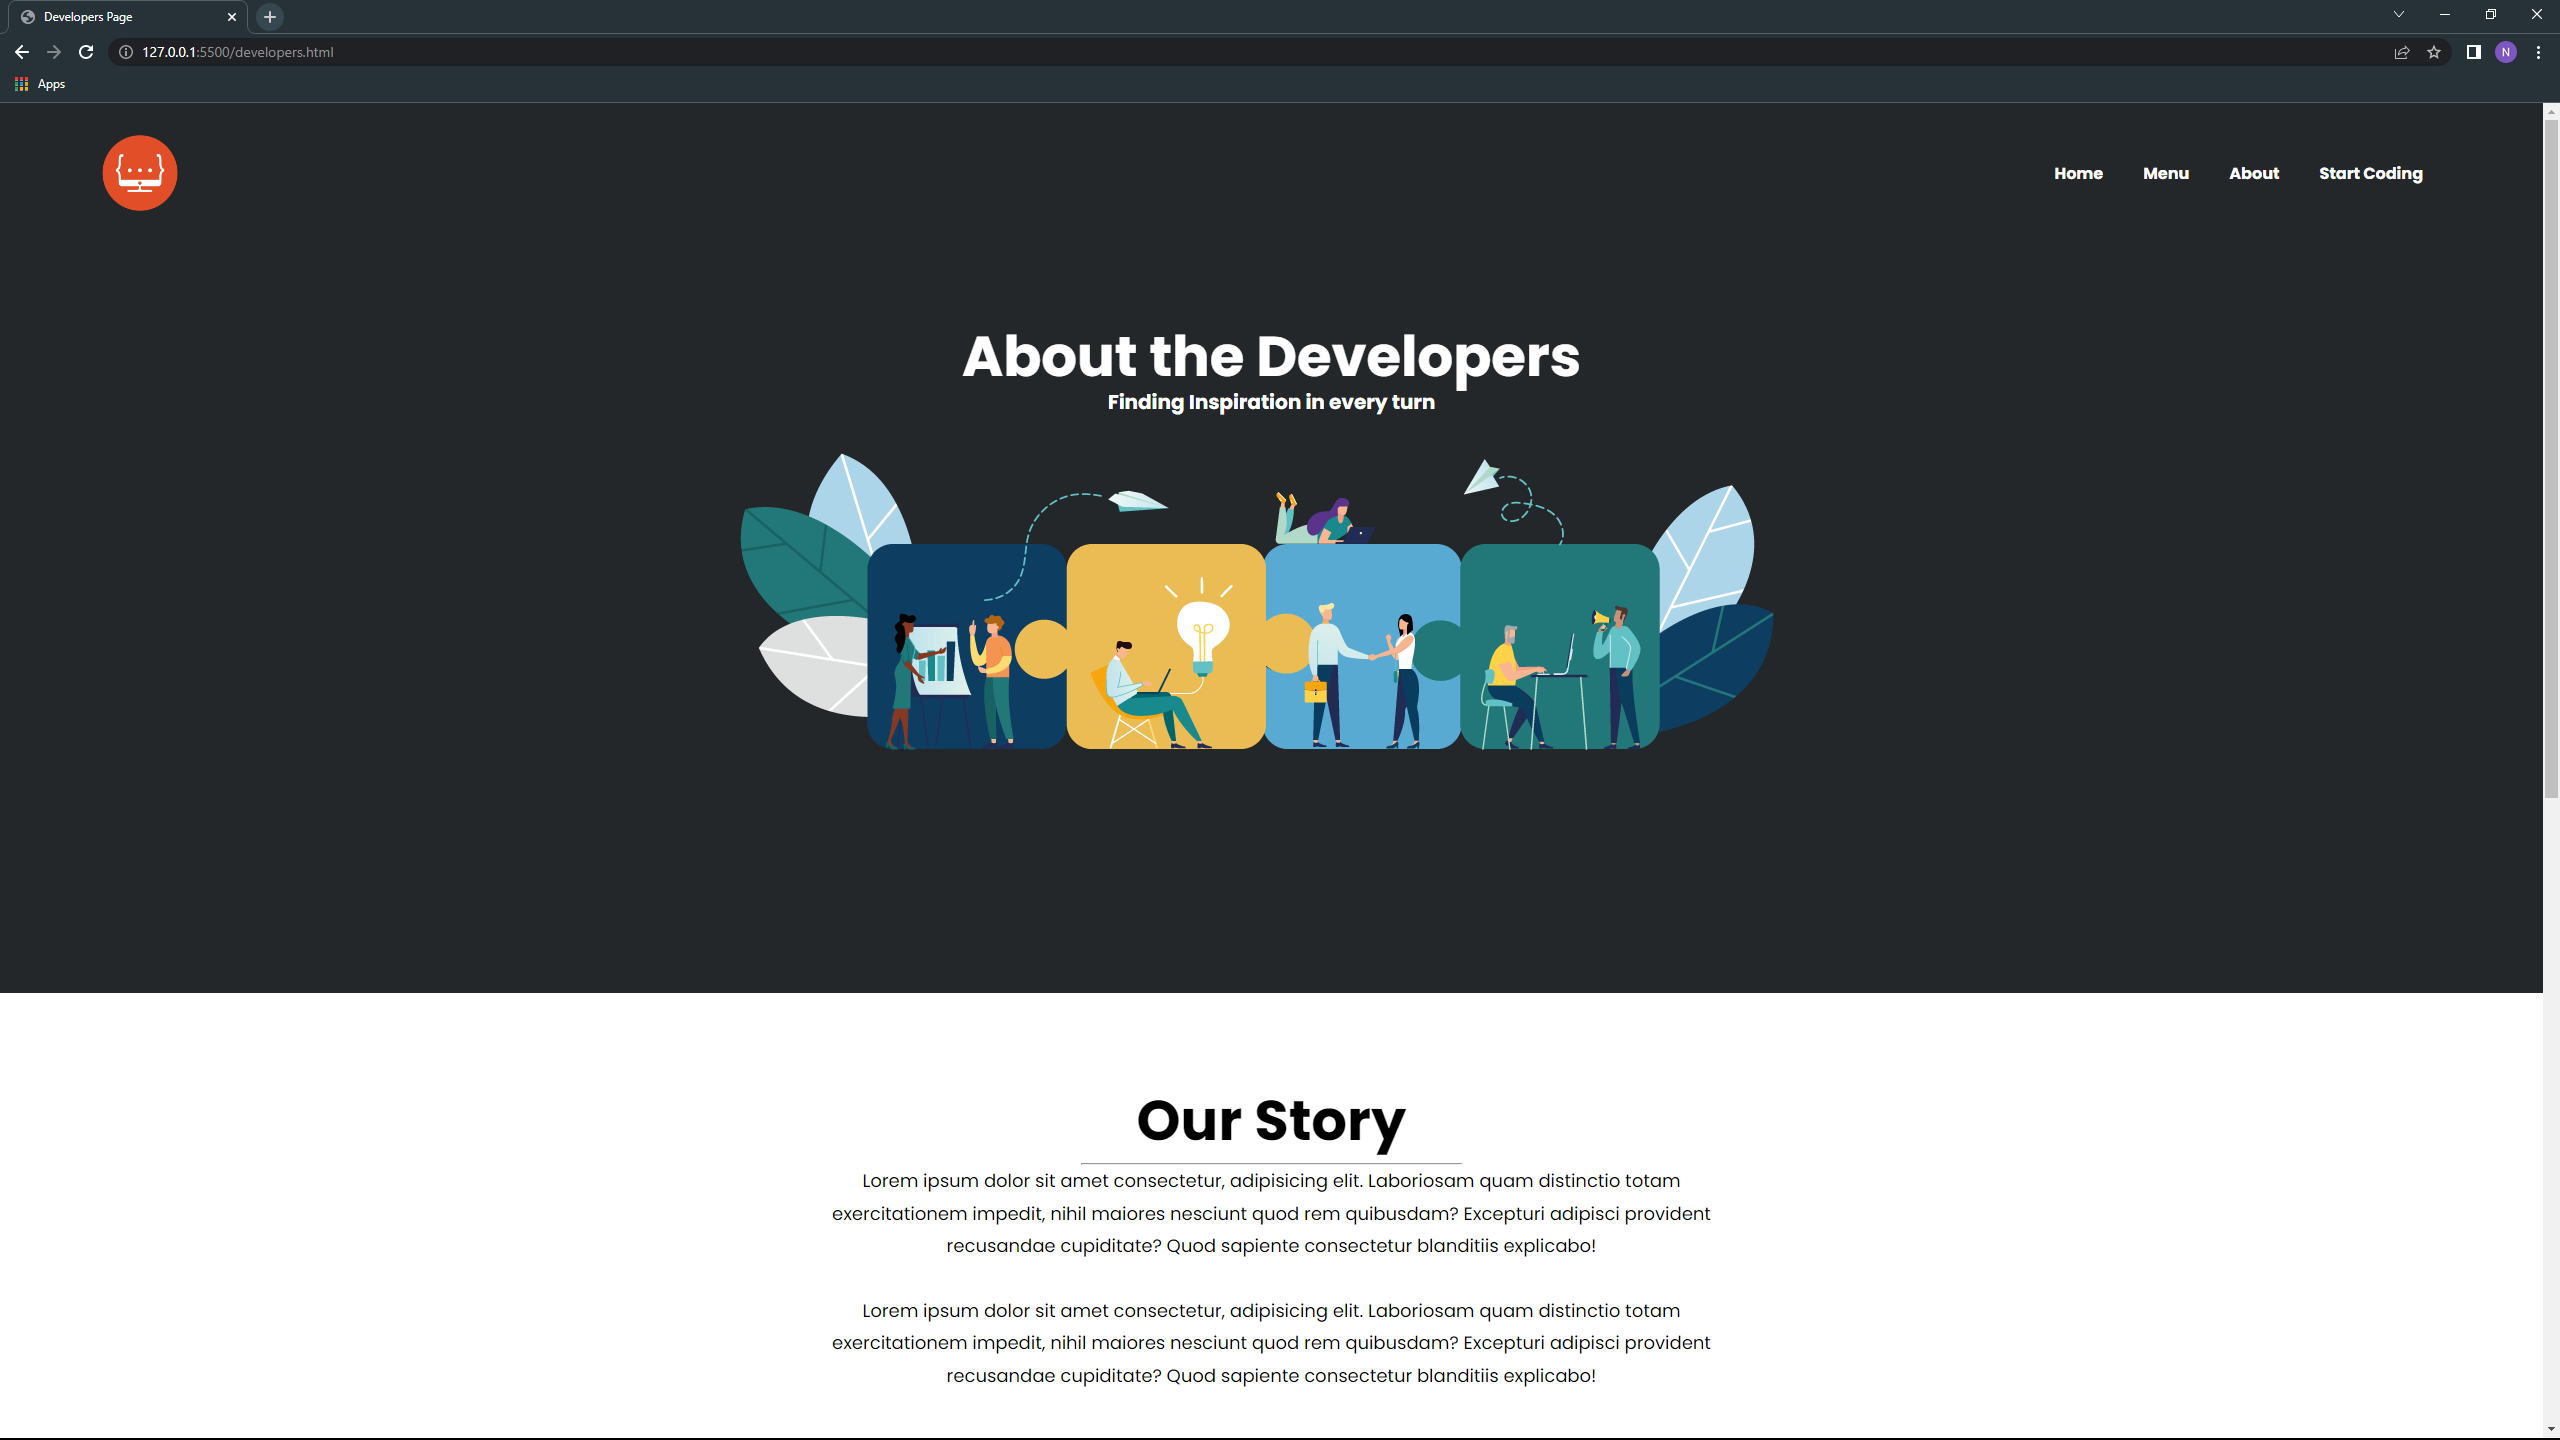 Developers Page
127.0.0.1:5500/developers.html
N
Apps
{...}
Home Menu About Start Coding
About the Developers
Finding Inspiration in every turn
Our Story
Lorem ipsum dolor sit amet consectetur, adipisicing elit. Laboriosam quam distinctio totam
exercitationem impedit, nihil maiores nesciunt quod rem quibusdam? Excepturi adipisci provident
recusandae cupiditate? Quod sapiente consectetur blanditiis explicabo!
Lorem ipsum dolor sit amet consectetur, adipisicing elit. Laboriosam quam distinctio totam
exercitationem impedit, nihil maiores nesciunt quod rem quibusdam? Excepturi adipisci provident
recusandae cupiditate? Quod sapiente consectetur blanditiis explicabo!